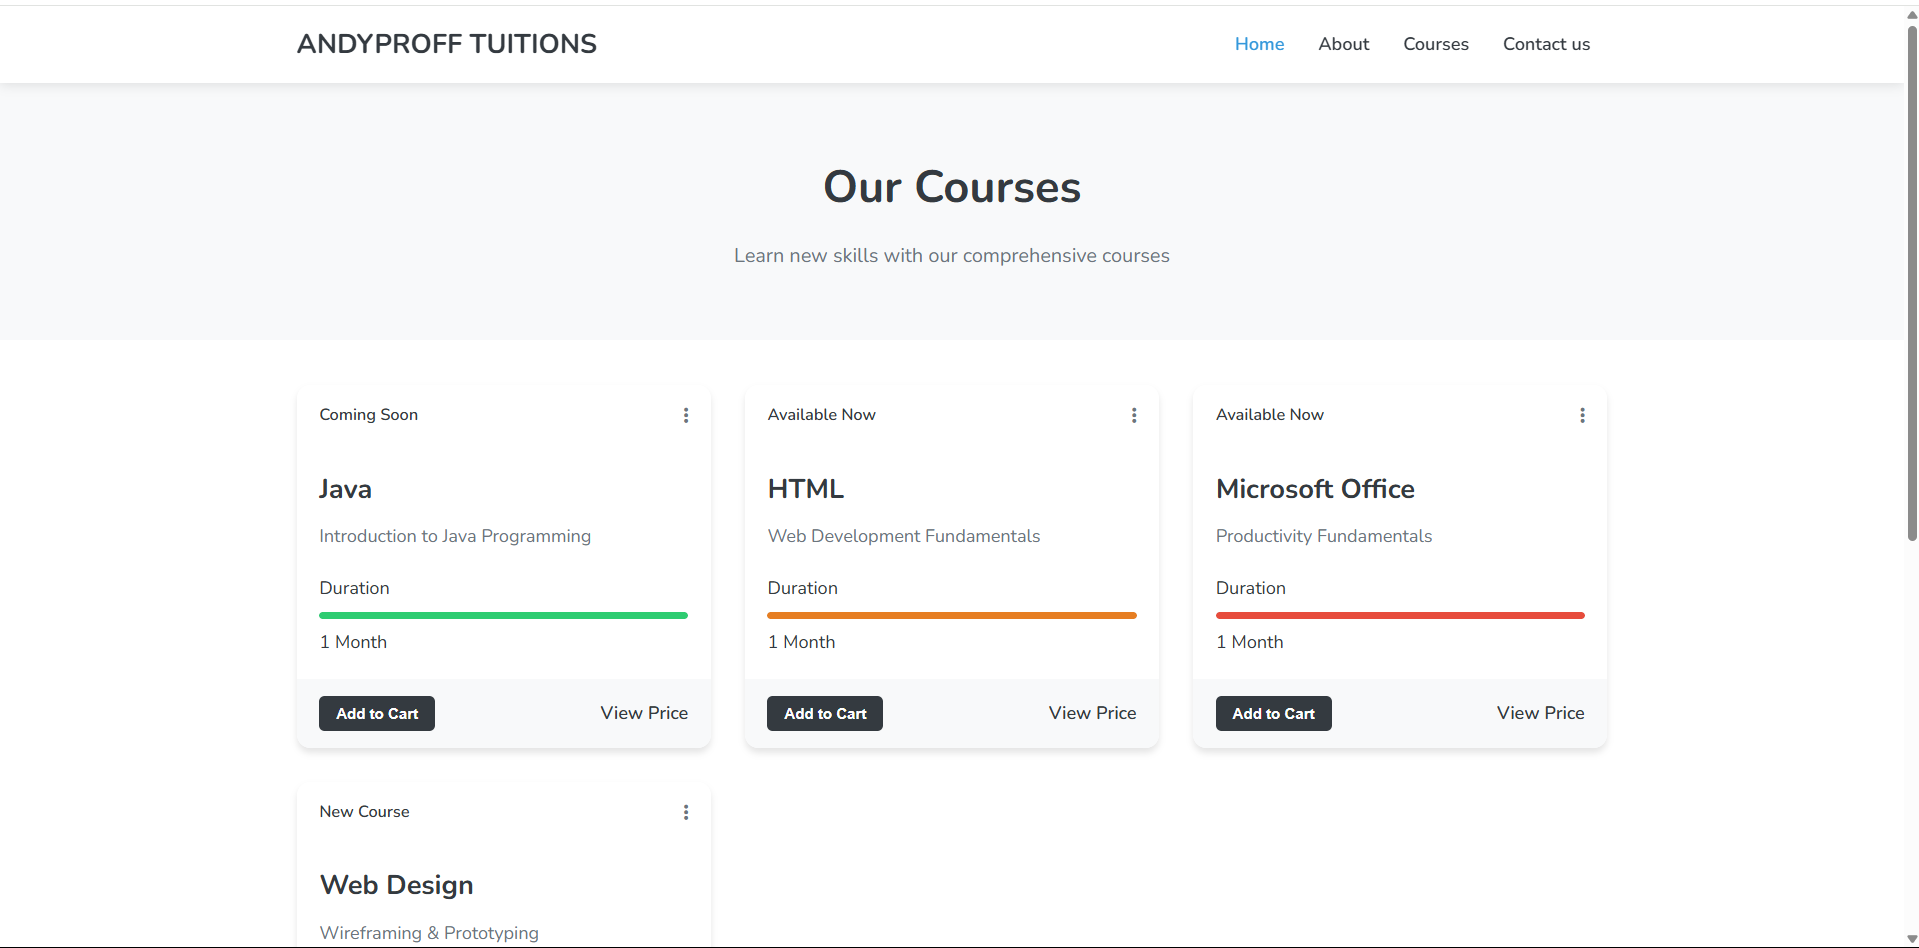 ANDYPROFF TUITIONS
Home About Courses Contact us
Our Courses
Learn new skills with our comprehensive courses
Coming Soon
Java
Introduction to Java Programming
Duration
1 Month
Add to Cart View Price
Available Now
HTML
Web Development Fundamentals
Duration
1 Month
Add to Cart View Price
Available Now
Microsoft Office
Productivity Fundamentals
Duration
1 Month
Add to Cart View Price
New Course
Web Design
Wireframing & Prototyping